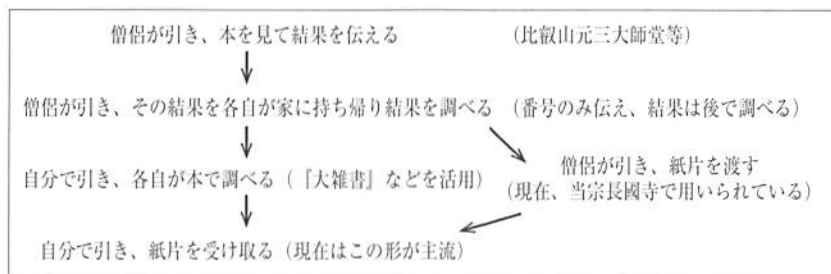 僧侶が引き、本を見て結果を伝える （比叡山元三大師堂等）
僧侶が引き、その結果を各自が家に持ち帰り結果を調べる （番号のみ伝え、結果は後で調べる）
自分で引き、各自が本で調べる（『大雑書』などを活用）
僧侶が引き、紙片を渡す
（現在、当宗長國寺で用いられている）
自分で引き、紙片を受け取る（現在はこの形が主流）